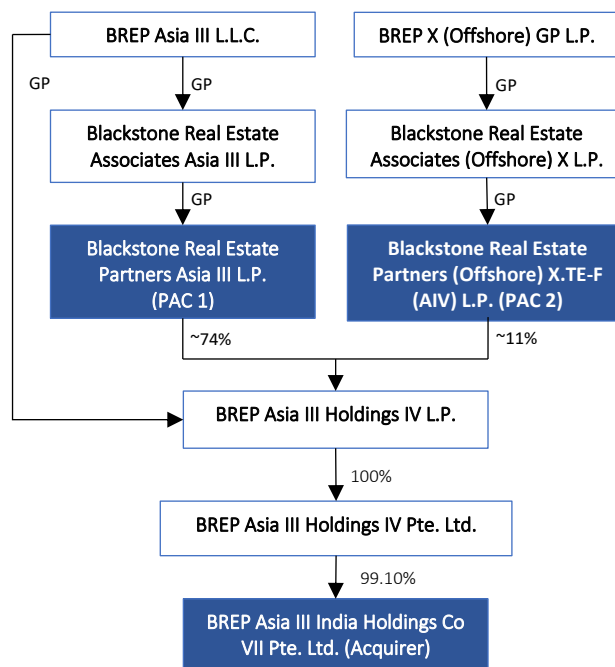 BREP Asia III L.L.C.
BREP X (Offshore) GP L.P.
GP
GP
GP
Blackstone Real Estate
Associates Asia III L.P.
Blackstone Real Estate
Associates (Offshore) X L.P.
GP
GP
Blackstone Real Estate
Partners Asia III L.P.
(PAC 1)
Blackstone Real Estate
Partners (Offshore) X.TE-F
(AIV) L.P. (PAC 2)
~74%
~11%
BREP Asia III Holdings IV L.P.
100%
BREP Asia III Holdings IV Pte. Ltd.
99.10%
BREP Asia III India Holdings Co
VII Pte. Ltd. (Acquirer)